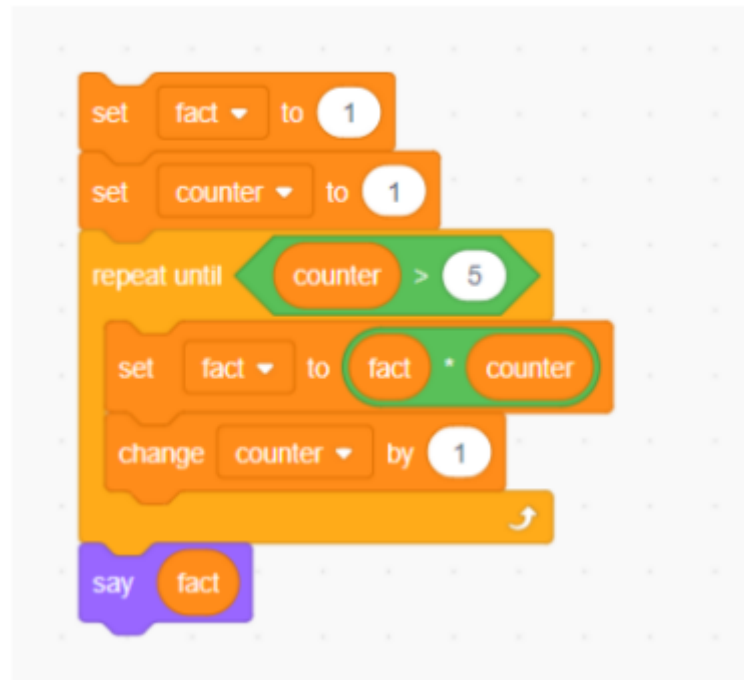 set fact to 1
set counter to 1
repeat until counter > 5
set fact to fact * counter
change counter by 1
say fact